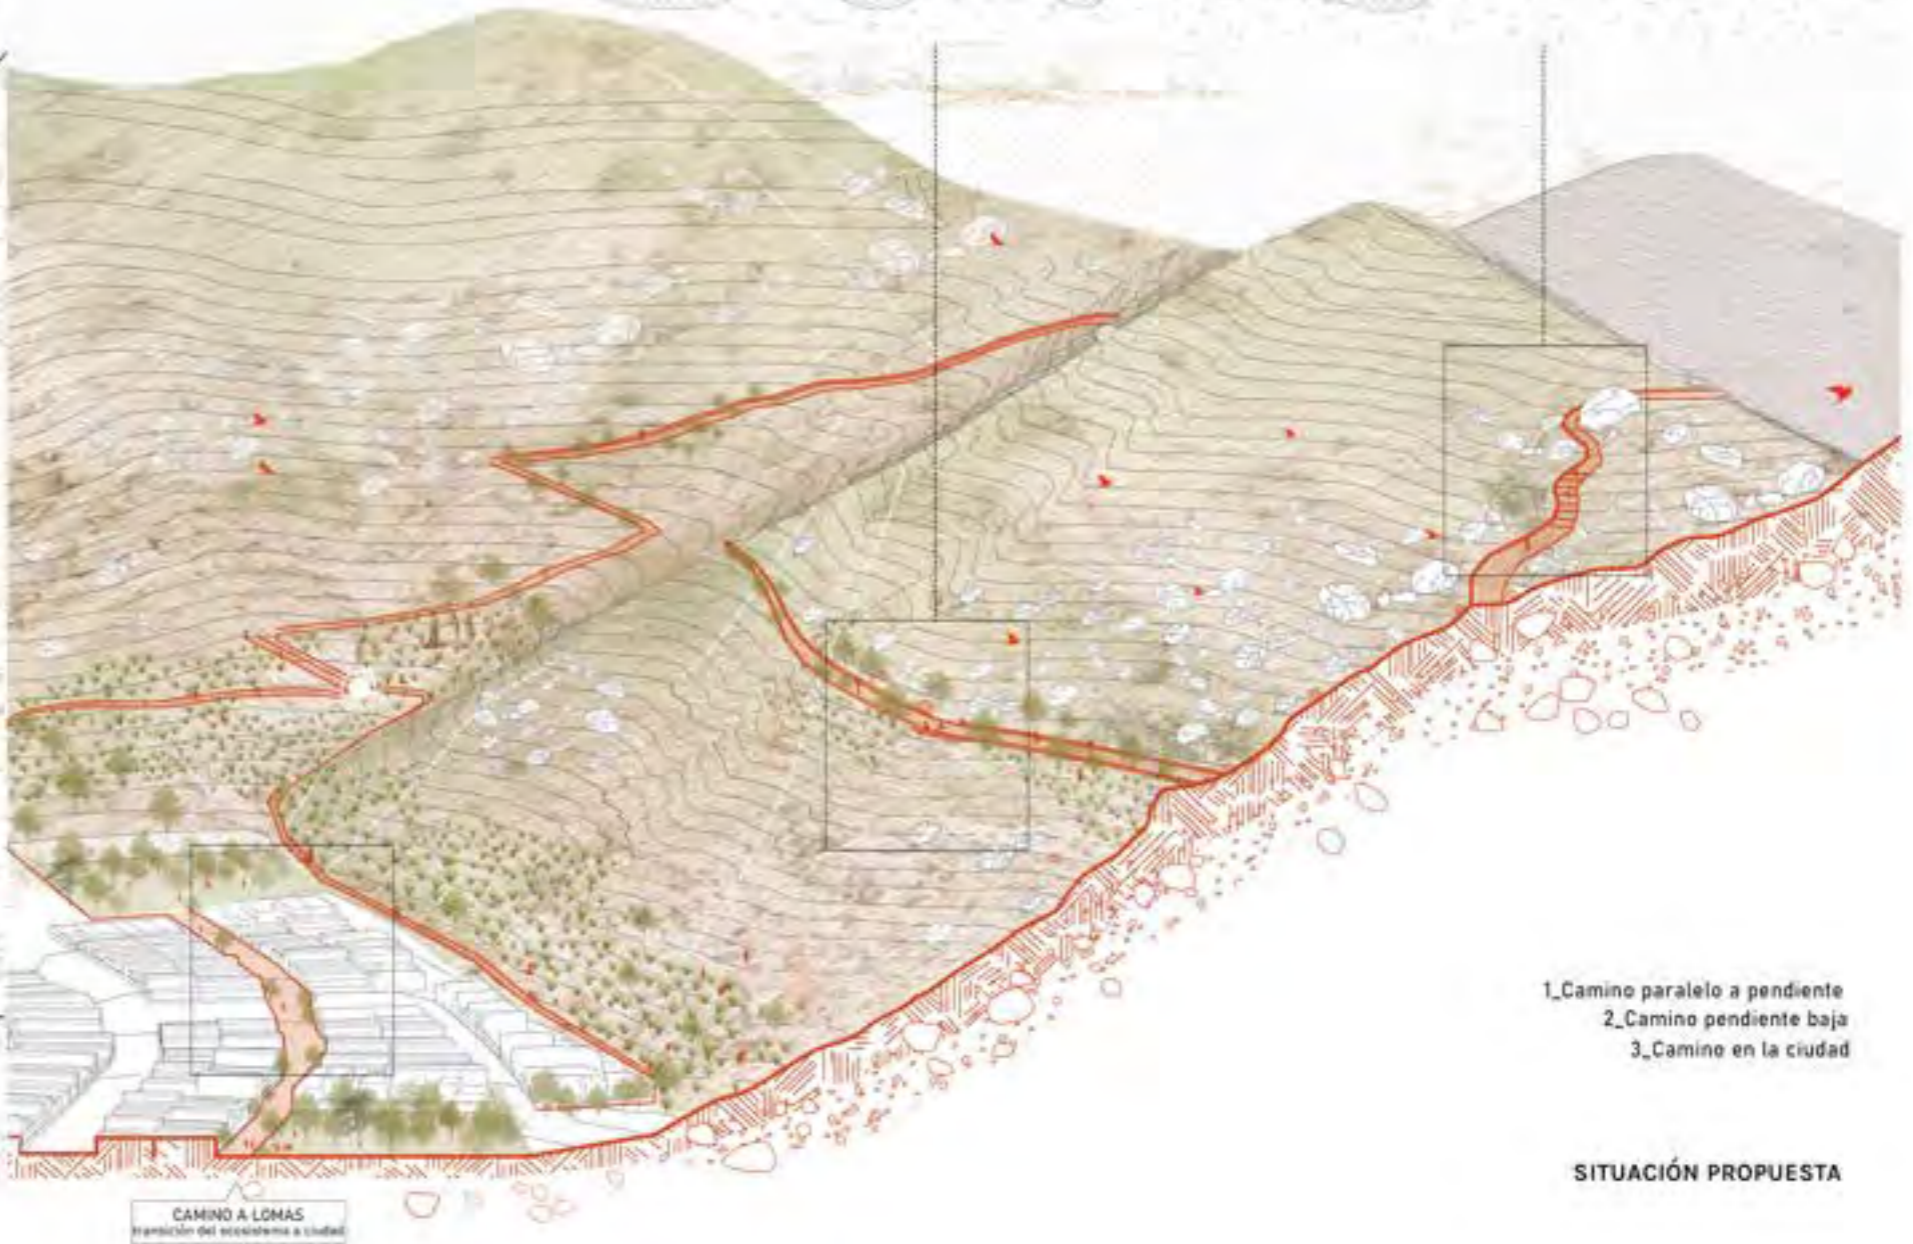 1_Camino paralelo a pendiente
2_Camino pendiente baja
3_Camino en la ciudad
SITUACIÓN PROPUESTA
CAMINO A LOMAS
transición del ecosistema a ciudad